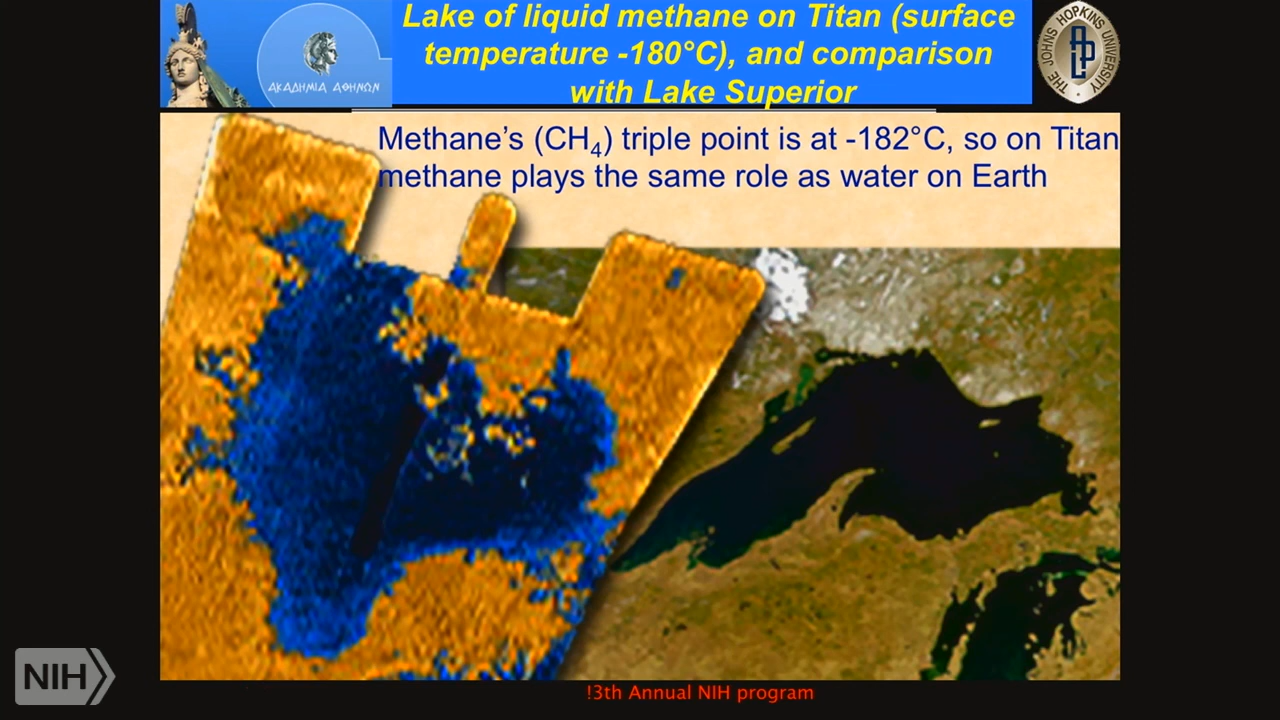 Lake of liquid methane on Titan (surface
temperature -180°C), and comparison
with Lake Superior
ΑΚΑΔΗΜΙΑ ΑΘΗΝΩΝ
THE JOHNS HOPKINS UNIVERSITY
APL
Methane’s (CH₄) triple point is at -182°C, so on Titan
methane plays the same role as water on Earth
NIH
!3th Annual NIH program